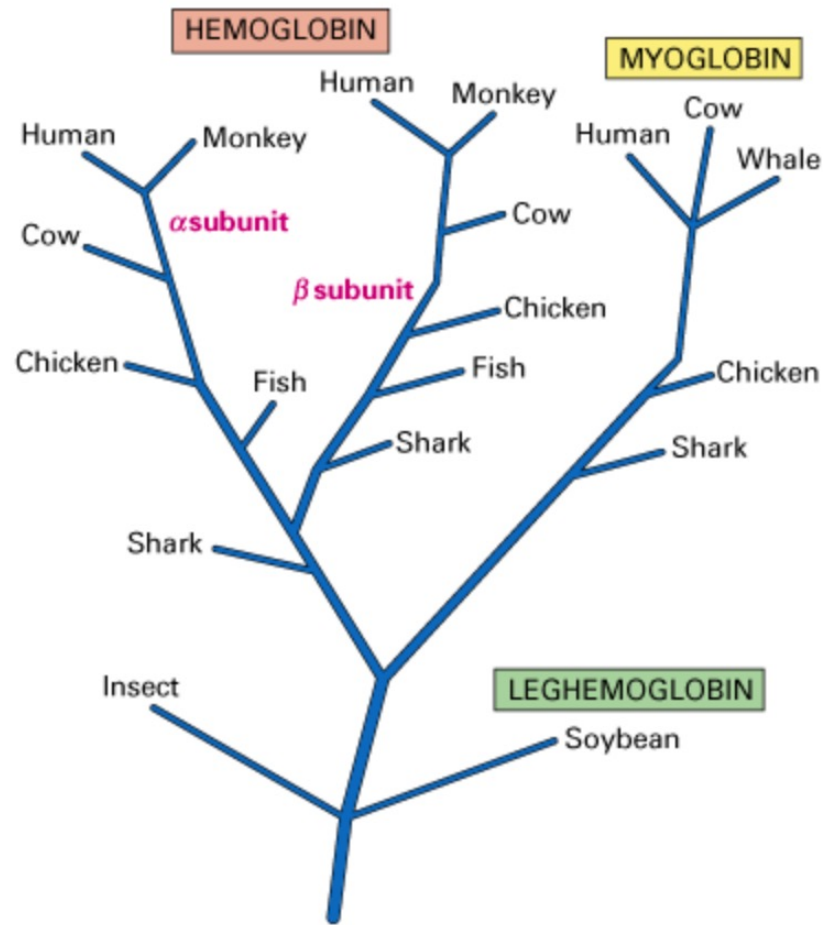 HEMOGLOBIN
MYOGLOBIN
Human
Monkey
Cow
Human
Monkey
Human
Whale
αsubunit
Cow
Cow
β subunit
Chicken
Chicken
Fish
Fish
Chicken
Shark
Shark
Shark
Insect
LEGHEMOGLOBIN
Soybean